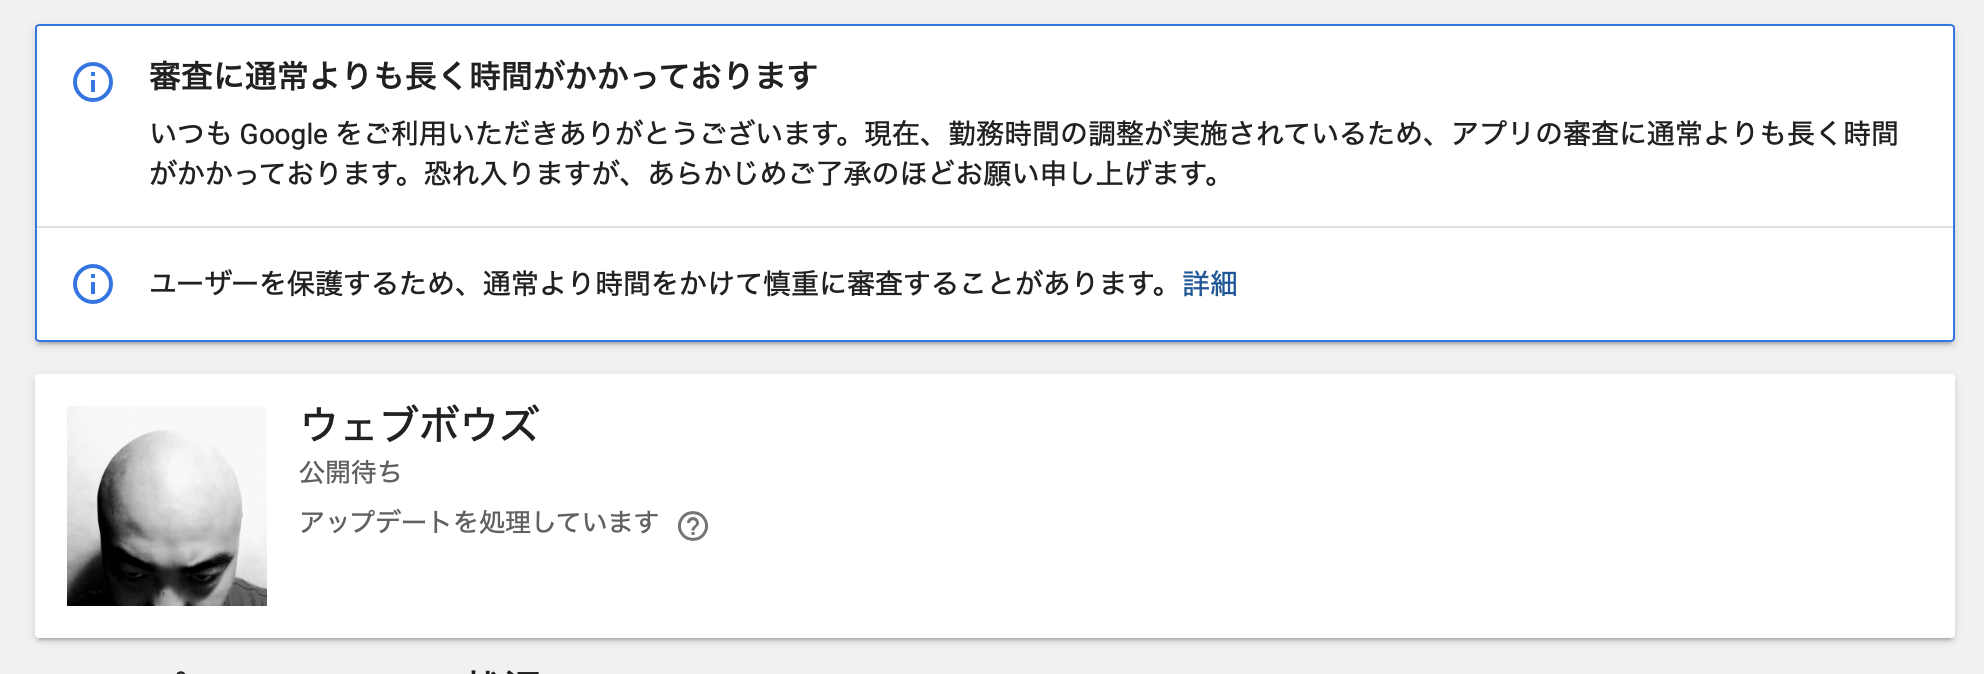 審査に通常よりも長く時間がかかっております
いつも Google をご利用いただきありがとうございます。現在、勤務時間の調整が実施されているため、アプリの審査に通常よりも長く時間
がかかっております。恐れ入りますが、あらかじめご了承のほどお願い申し上げます。
ユーザーを保護するため、通常より時間をかけて慎重に審査することがあります。詳細
ウェブボウズ
公開待ち
アップデートを処理しています